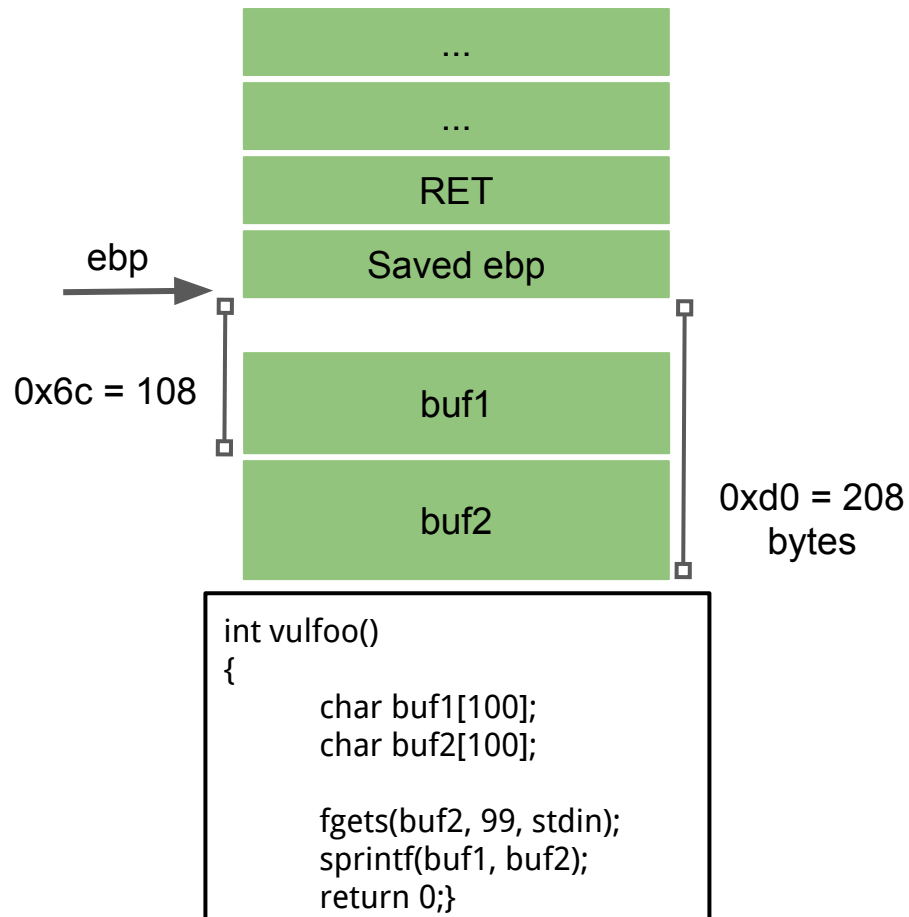 ...
...
RET
ebp
Saved ebp
0x6c = 108
buf1
buf2
0xd0 = 208
bytes
int vulfoo()
{
char buf1[100];
char buf2[100];
fgets(buf2, 99, stdin);
sprintf(buf1, buf2);
return 0;}